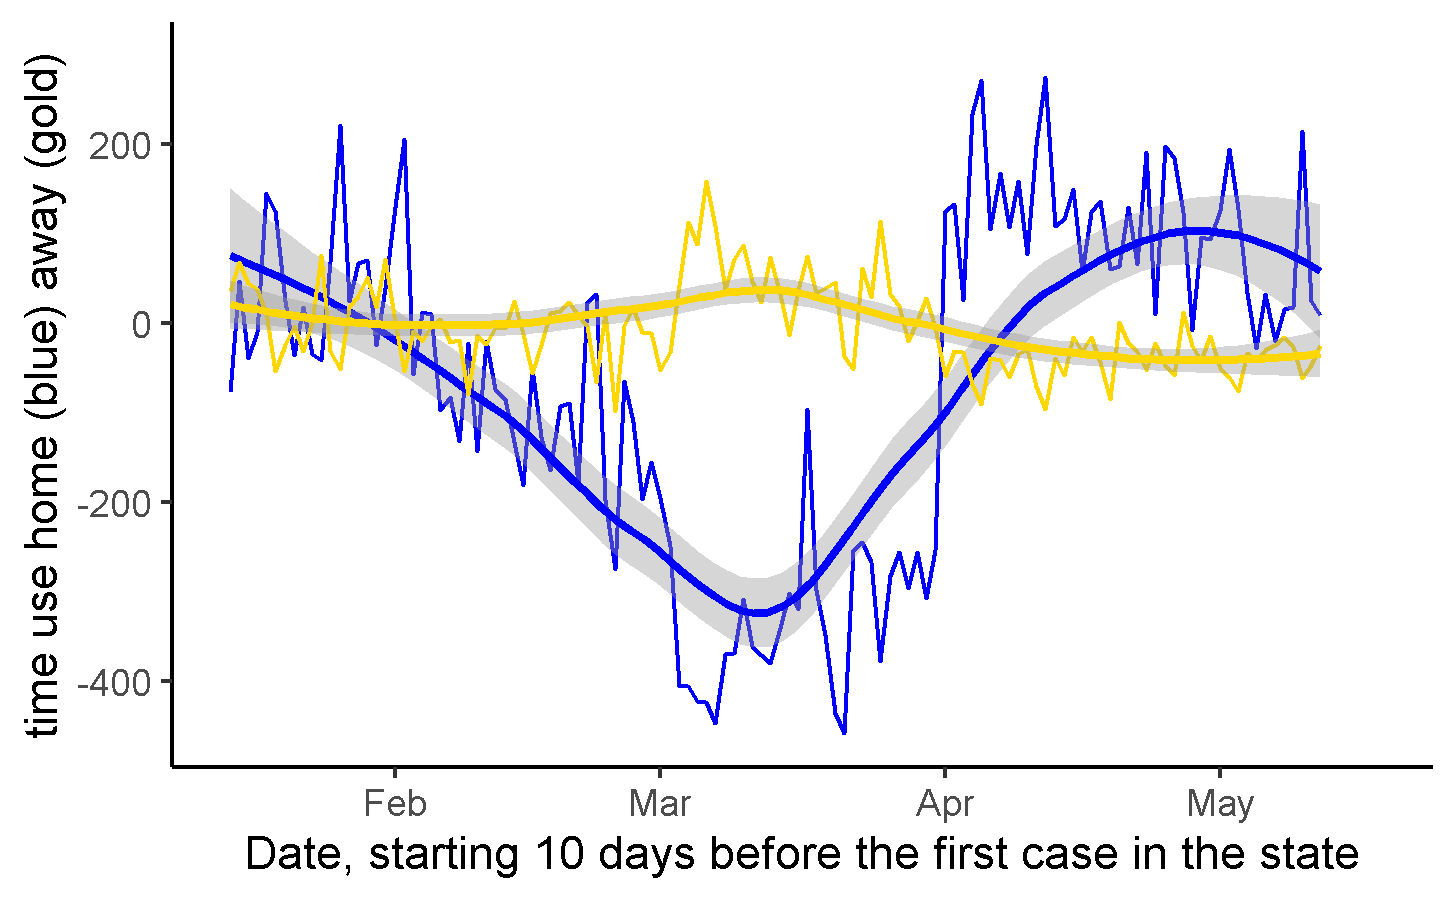 time use home (blue) away (gold)
200
0
-200
-400
Feb Mar Apr May
Date, starting 10 days before the first case in the state